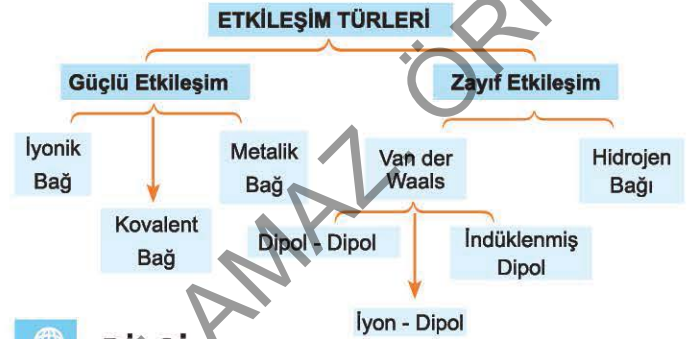 ETKİLEŞİM TÜRLERİ
Güçlü Etkileşim
Zayıf Etkileşim
İyonik
Bağ
Kovalent
Bağ
Metalik
Bağ
Van der
Waals
Hidrojen
Bağı
Dipol - Dipol
İyon - Dipol
İndüklenmiş
Dipol